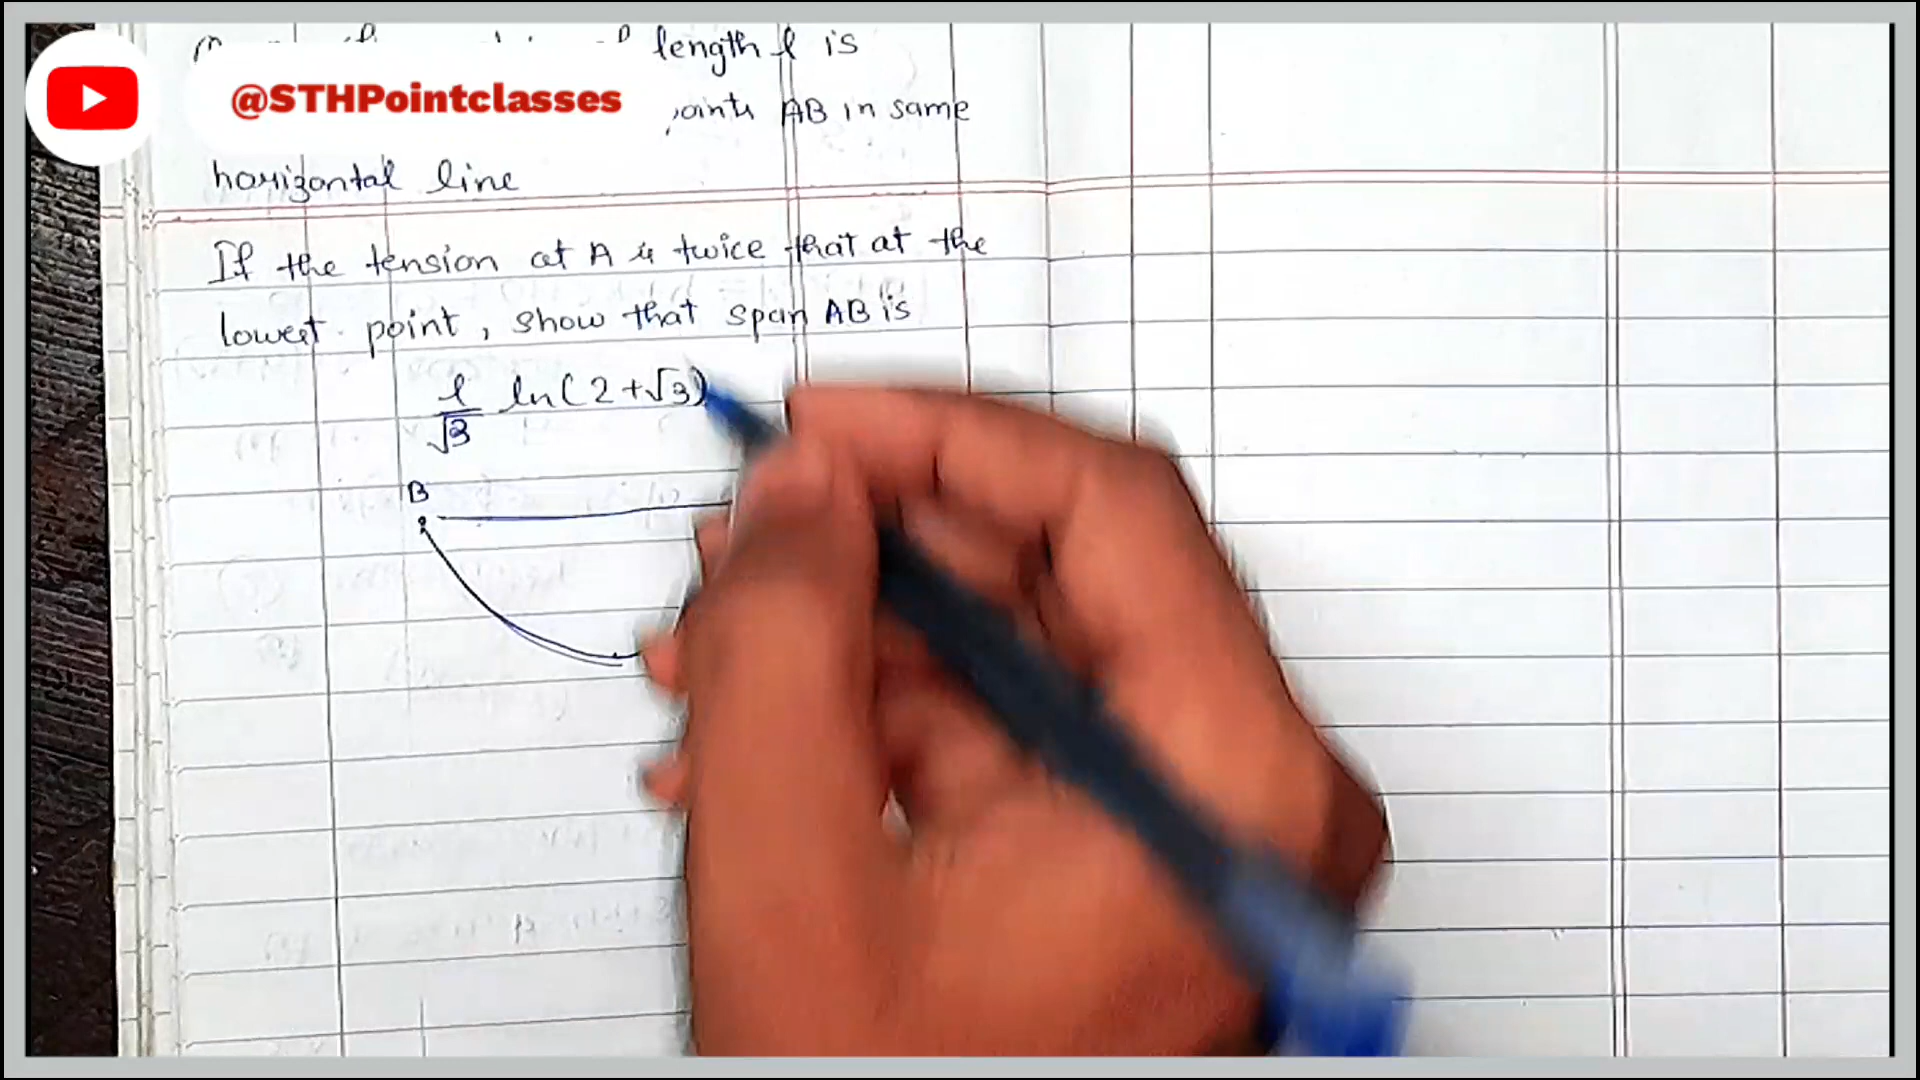 length l is
@STHPointclasses
AB in same
horizontal line
If the tension at A is twice that at the
lowest point, show that span AB is
l/√3 ln(2+√3)
B